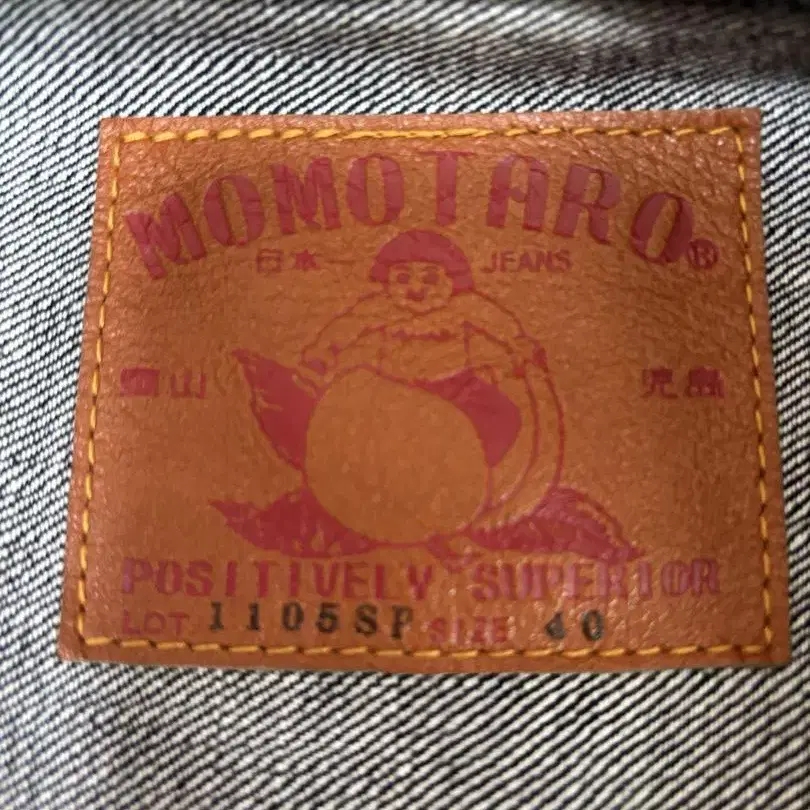 MOMOTARO®
日本一 JEANS
岡山 児島
POSITIVELY SUPERIOR
LOT 1105SP SIZE 40